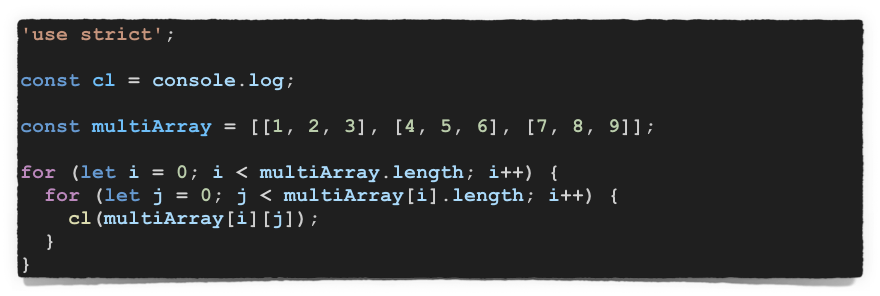 'use strict';
const cl = console.log;
const multiArray = [[1, 2, 3], [4, 5, 6], [7, 8, 9]];
for (let i = 0; i < multiArray.length; i++) {
  for (let j = 0; j < multiArray[i].length; i++) {
    cl(multiArray[i][j]);
  }
}